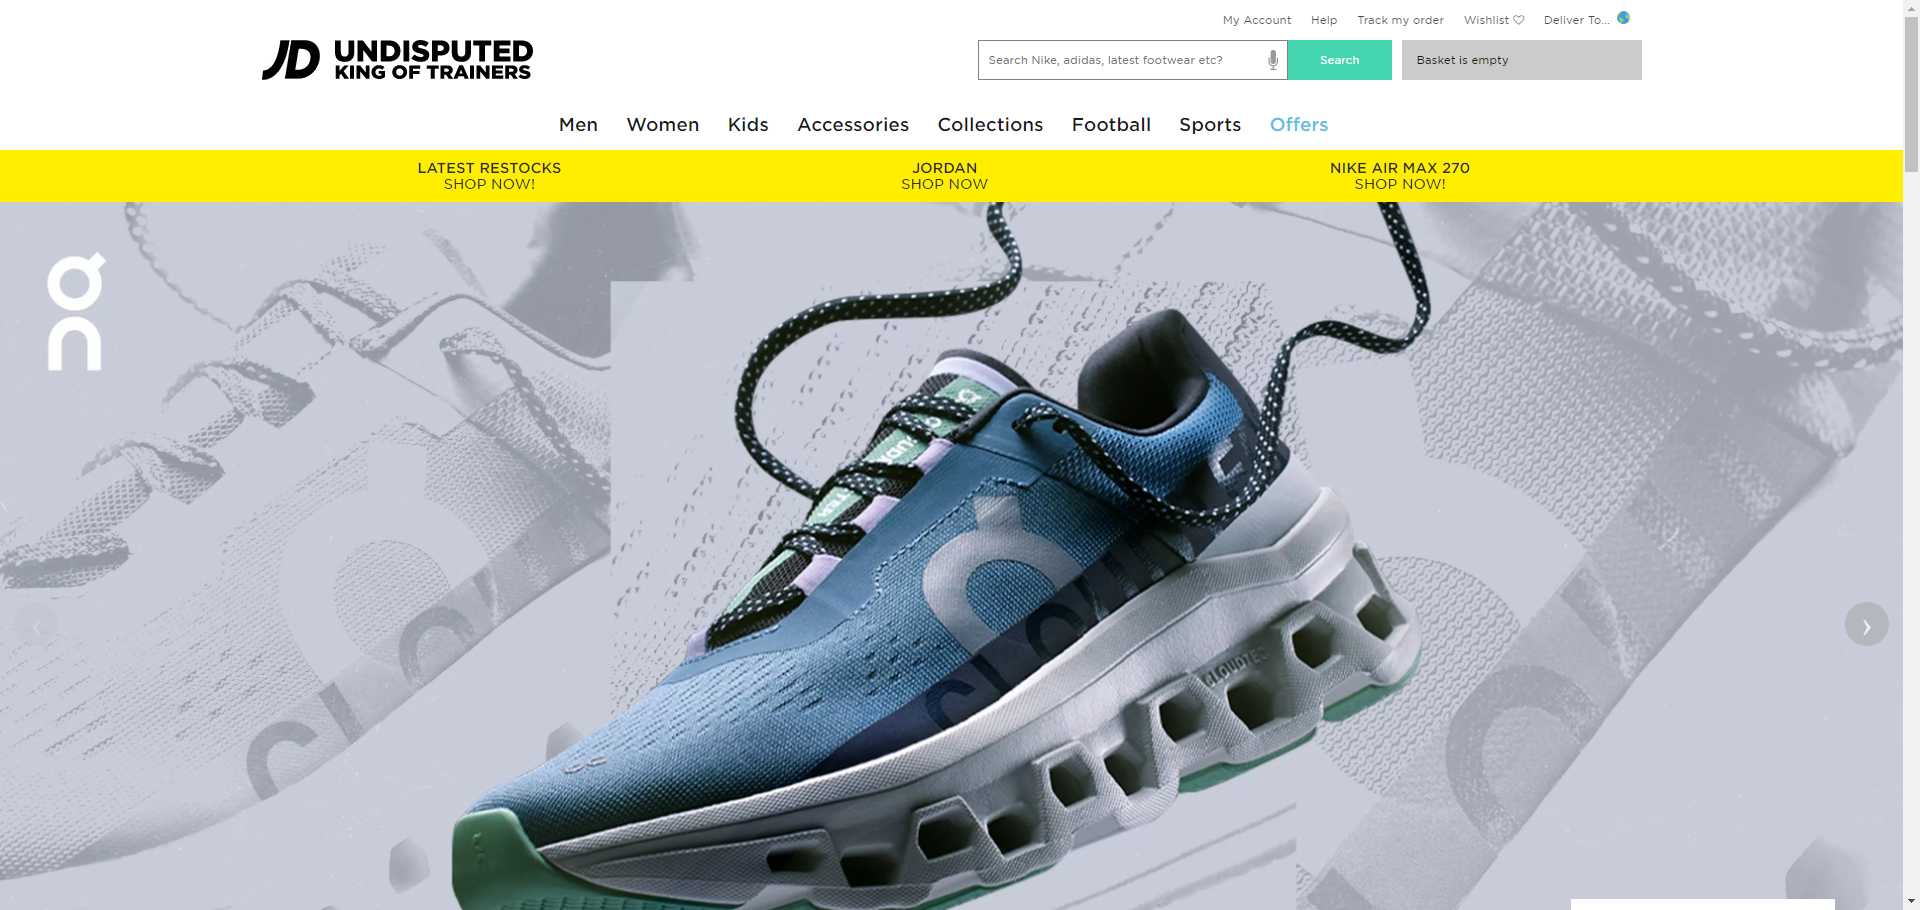 My Account Help Track my order Wishlist Deliver To...
JD UNDISPUTED
KING OF TRAINERS
Search Nike, adidas, latest footwear etc? Search Basket is empty
Men Women Kids Accessories Collections Football Sports Offers
LATEST RESTOCKS
SHOP NOW!
JORDAN
SHOP NOW
NIKE AIR MAX 270
SHOP NOW!
on